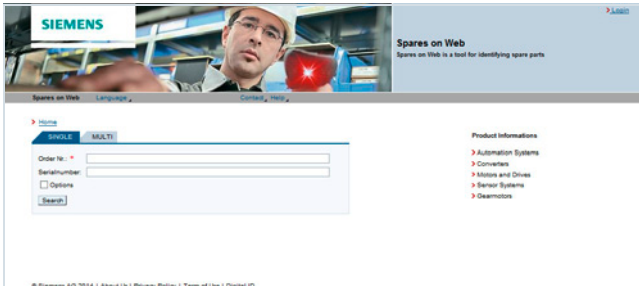 Login
SIEMENS
Spares on Web
Spares on Web is a tool for identifying spare parts
Spares on Web Language Contact Help
Home
SINGLE MULTI
Product Informations
Order Nr.: *
Serialnumber:
Options
Search
Automation Systems
Converters
Motors and Drives
Sensor Systems
Gearmotors
© Siemens AG 2014 | About Us | Privacy Policy | Term of Use | Digital ID